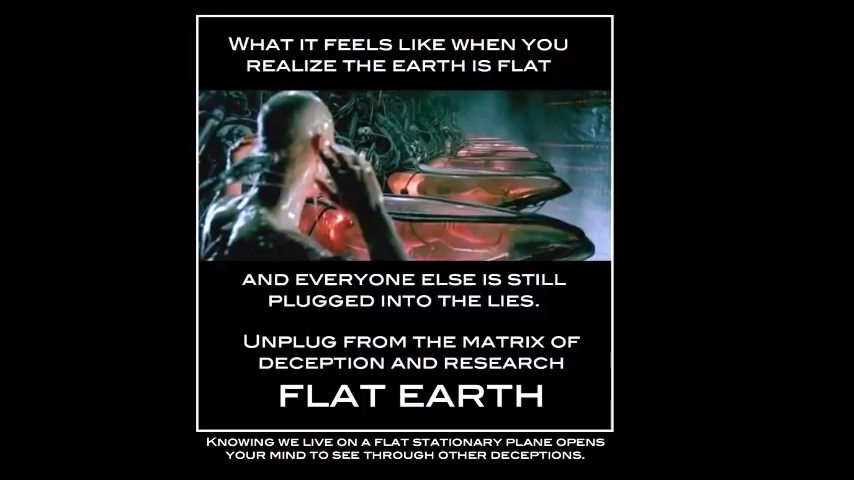 WHAT IT FEELS LIKE WHEN YOU
REALIZE THE EARTH IS FLAT
AND EVERYONE ELSE IS STILL
PLUGGED INTO THE LIES.
UNPLUG FROM THE MATRIX OF
DECEPTION AND RESEARCH
FLAT EARTH
KNOWING WE LIVE ON A FLAT STATIONARY PLANE OPENS
YOUR MIND TO SEE THROUGH OTHER DECEPTIONS.